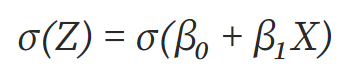 σ(Z) = σ(β₀ + β₁X)